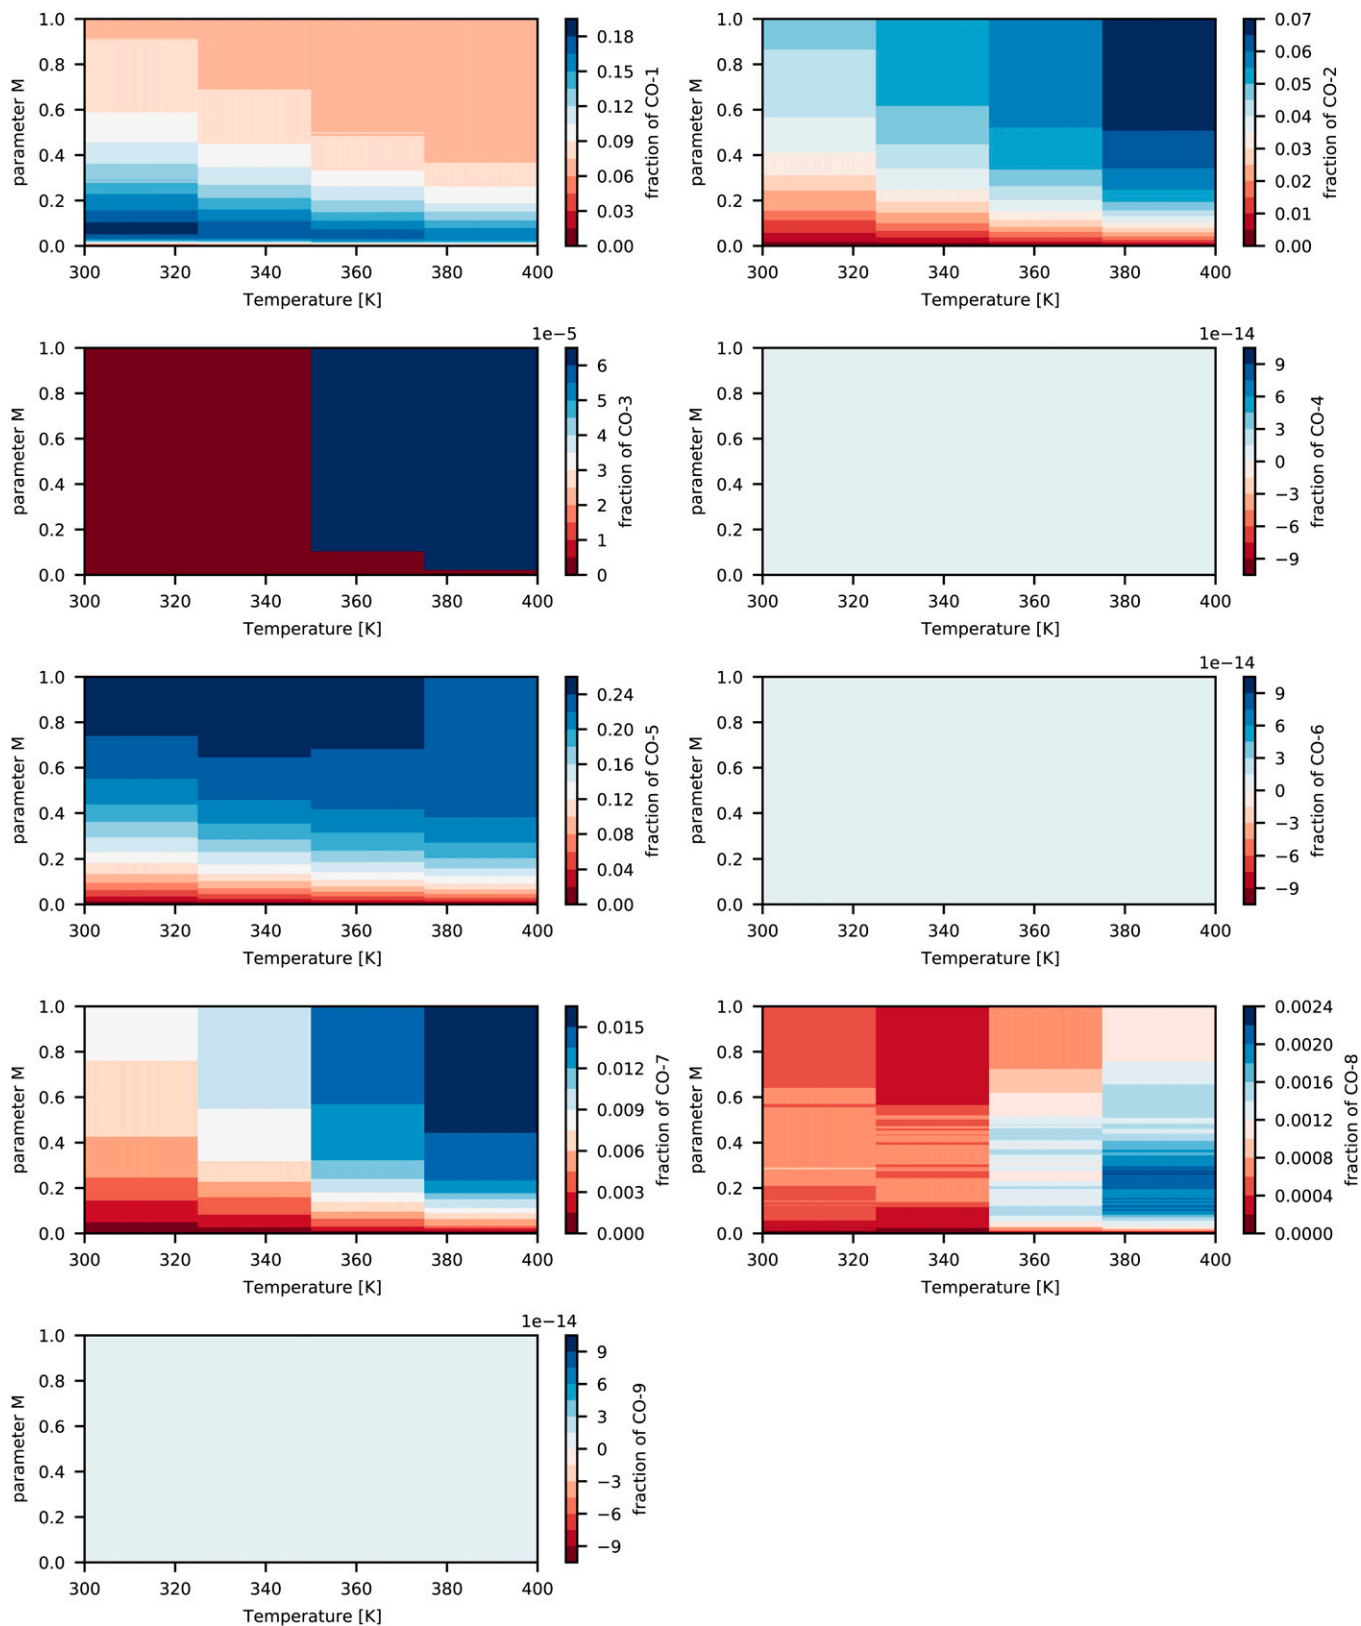 1.0
0.8
0.6
0.4
0.2
0.0
parameter M
300 320 340 360 380 400
Temperature [K]
0.18
0.15
0.12
0.09
0.06
0.03
0.00
fraction of CO-1
1.0
0.8
0.6
0.4
0.2
0.0
parameter M
300 320 340 360 380 400
Temperature [K]
0.07
0.06
0.05
0.04
0.03
0.02
0.01
0.00
fraction of CO-2
1e−5
1.0
0.8
0.6
0.4
0.2
0.0
parameter M
300 320 340 360 380 400
Temperature [K]
6
5
4
3
2
1
0
fraction of CO-3
1e−14
1.0
0.8
0.6
0.4
0.2
0.0
parameter M
300 320 340 360 380 400
Temperature [K]
9
6
3
0
−3
−6
−9
fraction of CO-4
1.0
0.8
0.6
0.4
0.2
0.0
parameter M
300 320 340 360 380 400
Temperature [K]
0.24
0.20
0.16
0.12
0.08
0.04
0.00
fraction of CO-5
1e−14
1.0
0.8
0.6
0.4
0.2
0.0
parameter M
300 320 340 360 380 400
Temperature [K]
9
6
3
0
−3
−6
−9
fraction of CO-6
1.0
0.8
0.6
0.4
0.2
0.0
parameter M
300 320 340 360 380 400
Temperature [K]
0.015
0.012
0.009
0.006
0.003
0.000
fraction of CO-7
1.0
0.8
0.6
0.4
0.2
0.0
parameter M
300 320 340 360 380 400
Temperature [K]
0.0024
0.0020
0.0016
0.0012
0.0008
0.0004
0.0000
fraction of CO-8
1e−14
1.0
0.8
0.6
0.4
0.2
0.0
parameter M
300 320 340 360 380 400
Temperature [K]
9
6
3
0
−3
−6
−9
fraction of CO-9